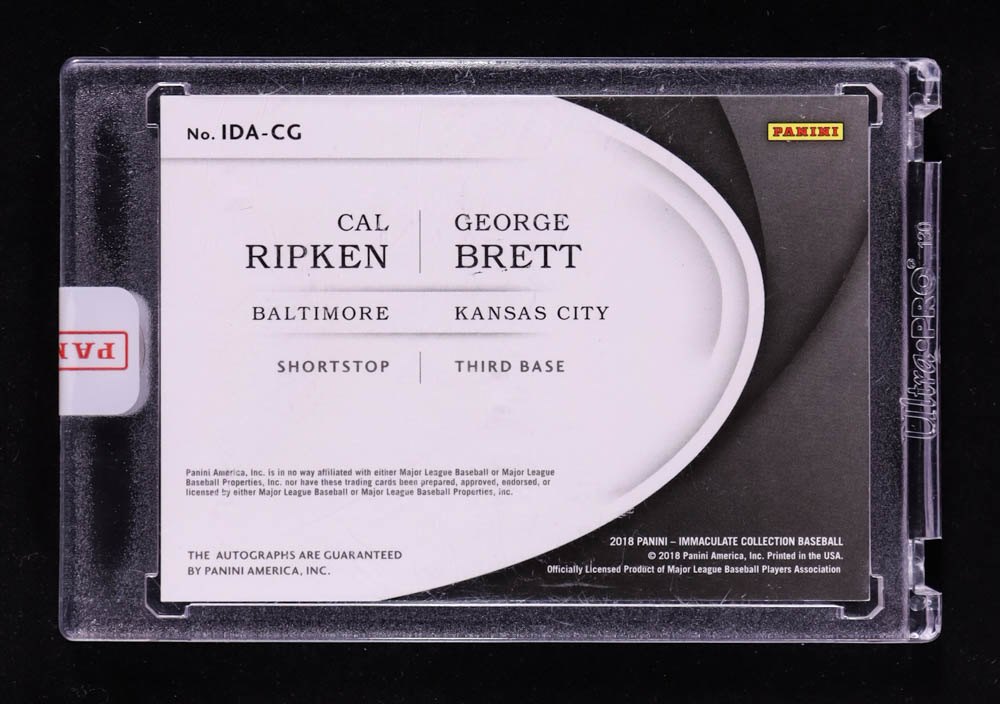 No. IDA-CG
PANINI
CAL
RIPKEN
GEORGE
BRETT
BALTIMORE
KANSAS CITY
SHORTSTOP
THIRD BASE
PAN
Panini America, Inc. is in no way affiliated with either Major League Baseball or Major League
Baseball Properties, Inc. nor have these trading cards been prepared, approved, endorsed, or
licensed by either Major League Baseball or Major League Baseball Properties, Inc.
THE AUTOGRAPHS ARE GUARANTEED
BY PANINI AMERICA, INC.
2018 PANINI – IMMACULATE COLLECTION BASEBALL
© 2018 Panini America, Inc. Printed in the USA.
Officially Licensed Product of Major League Baseball Players Association
Ultra PRO® 130